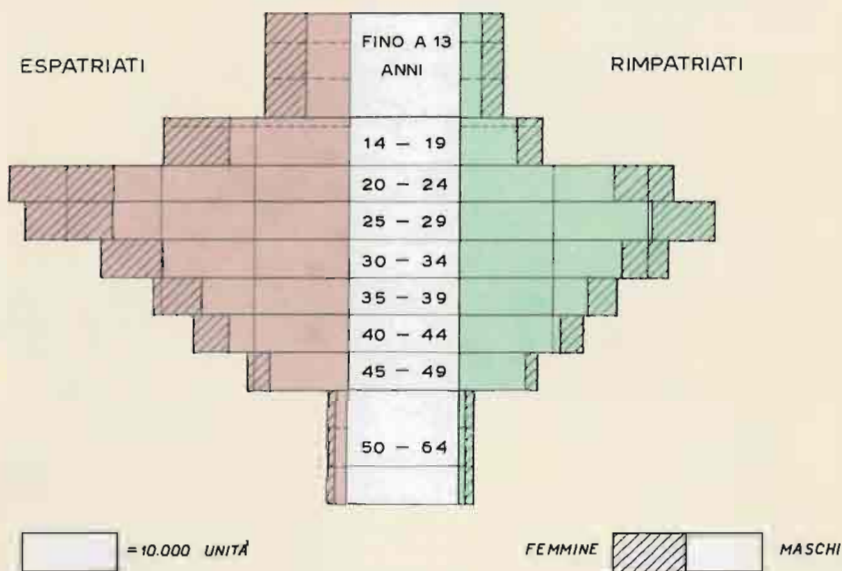 ESPATRIATI
RIMPATRIATI
FINO A 13
ANNI
14 – 19
20 – 24
25 – 29
30 – 34
35 – 39
40 – 44
45 – 49
50 – 64
= 10.000 UNITÀ
FEMMINE
MASCHI